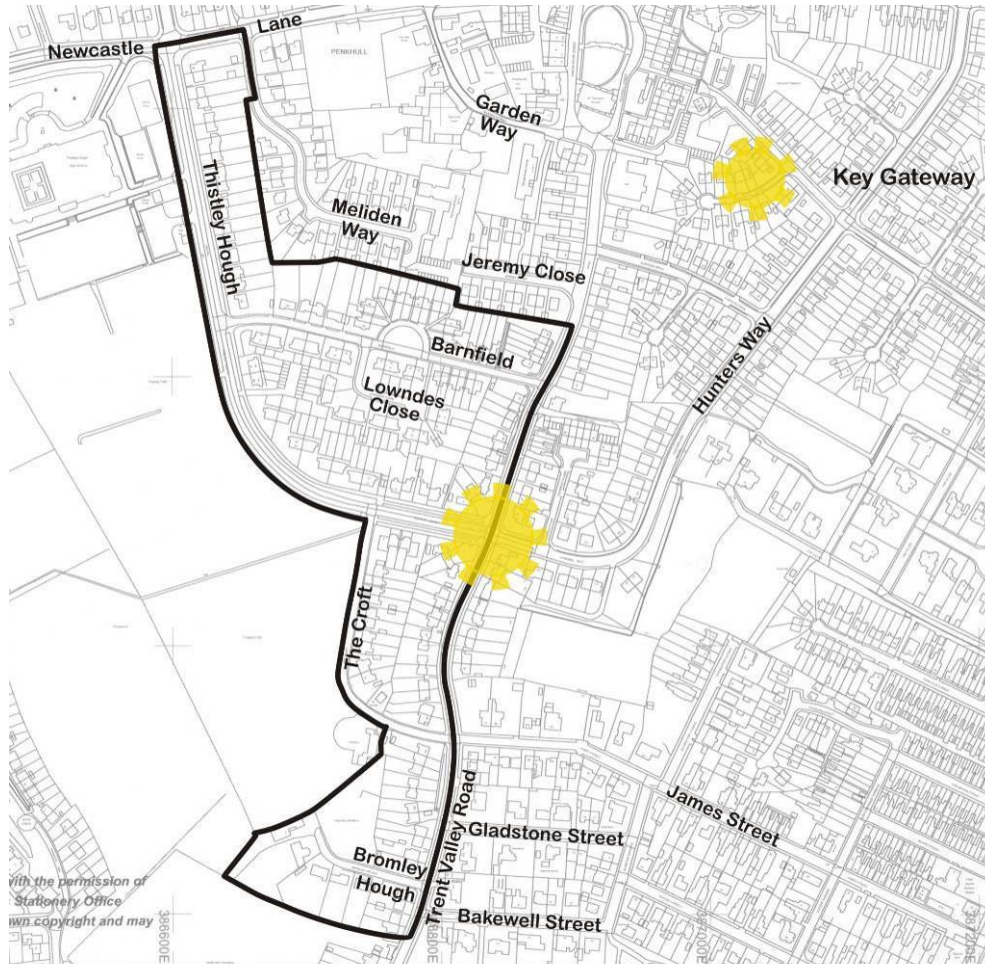 Newcastle Lane
PENKHULL
Garden
Way
Key Gateway
Thistley Hough
Meliden
Way
Jeremy Close
Barnfield
Lowndes
Close
Hunters Way
The Croft
James Street
Trent Valley Road
Gladstone Street
Bromley
Hough
Bakewell Street
with the permission of
Stationery Office
wn copyright and may